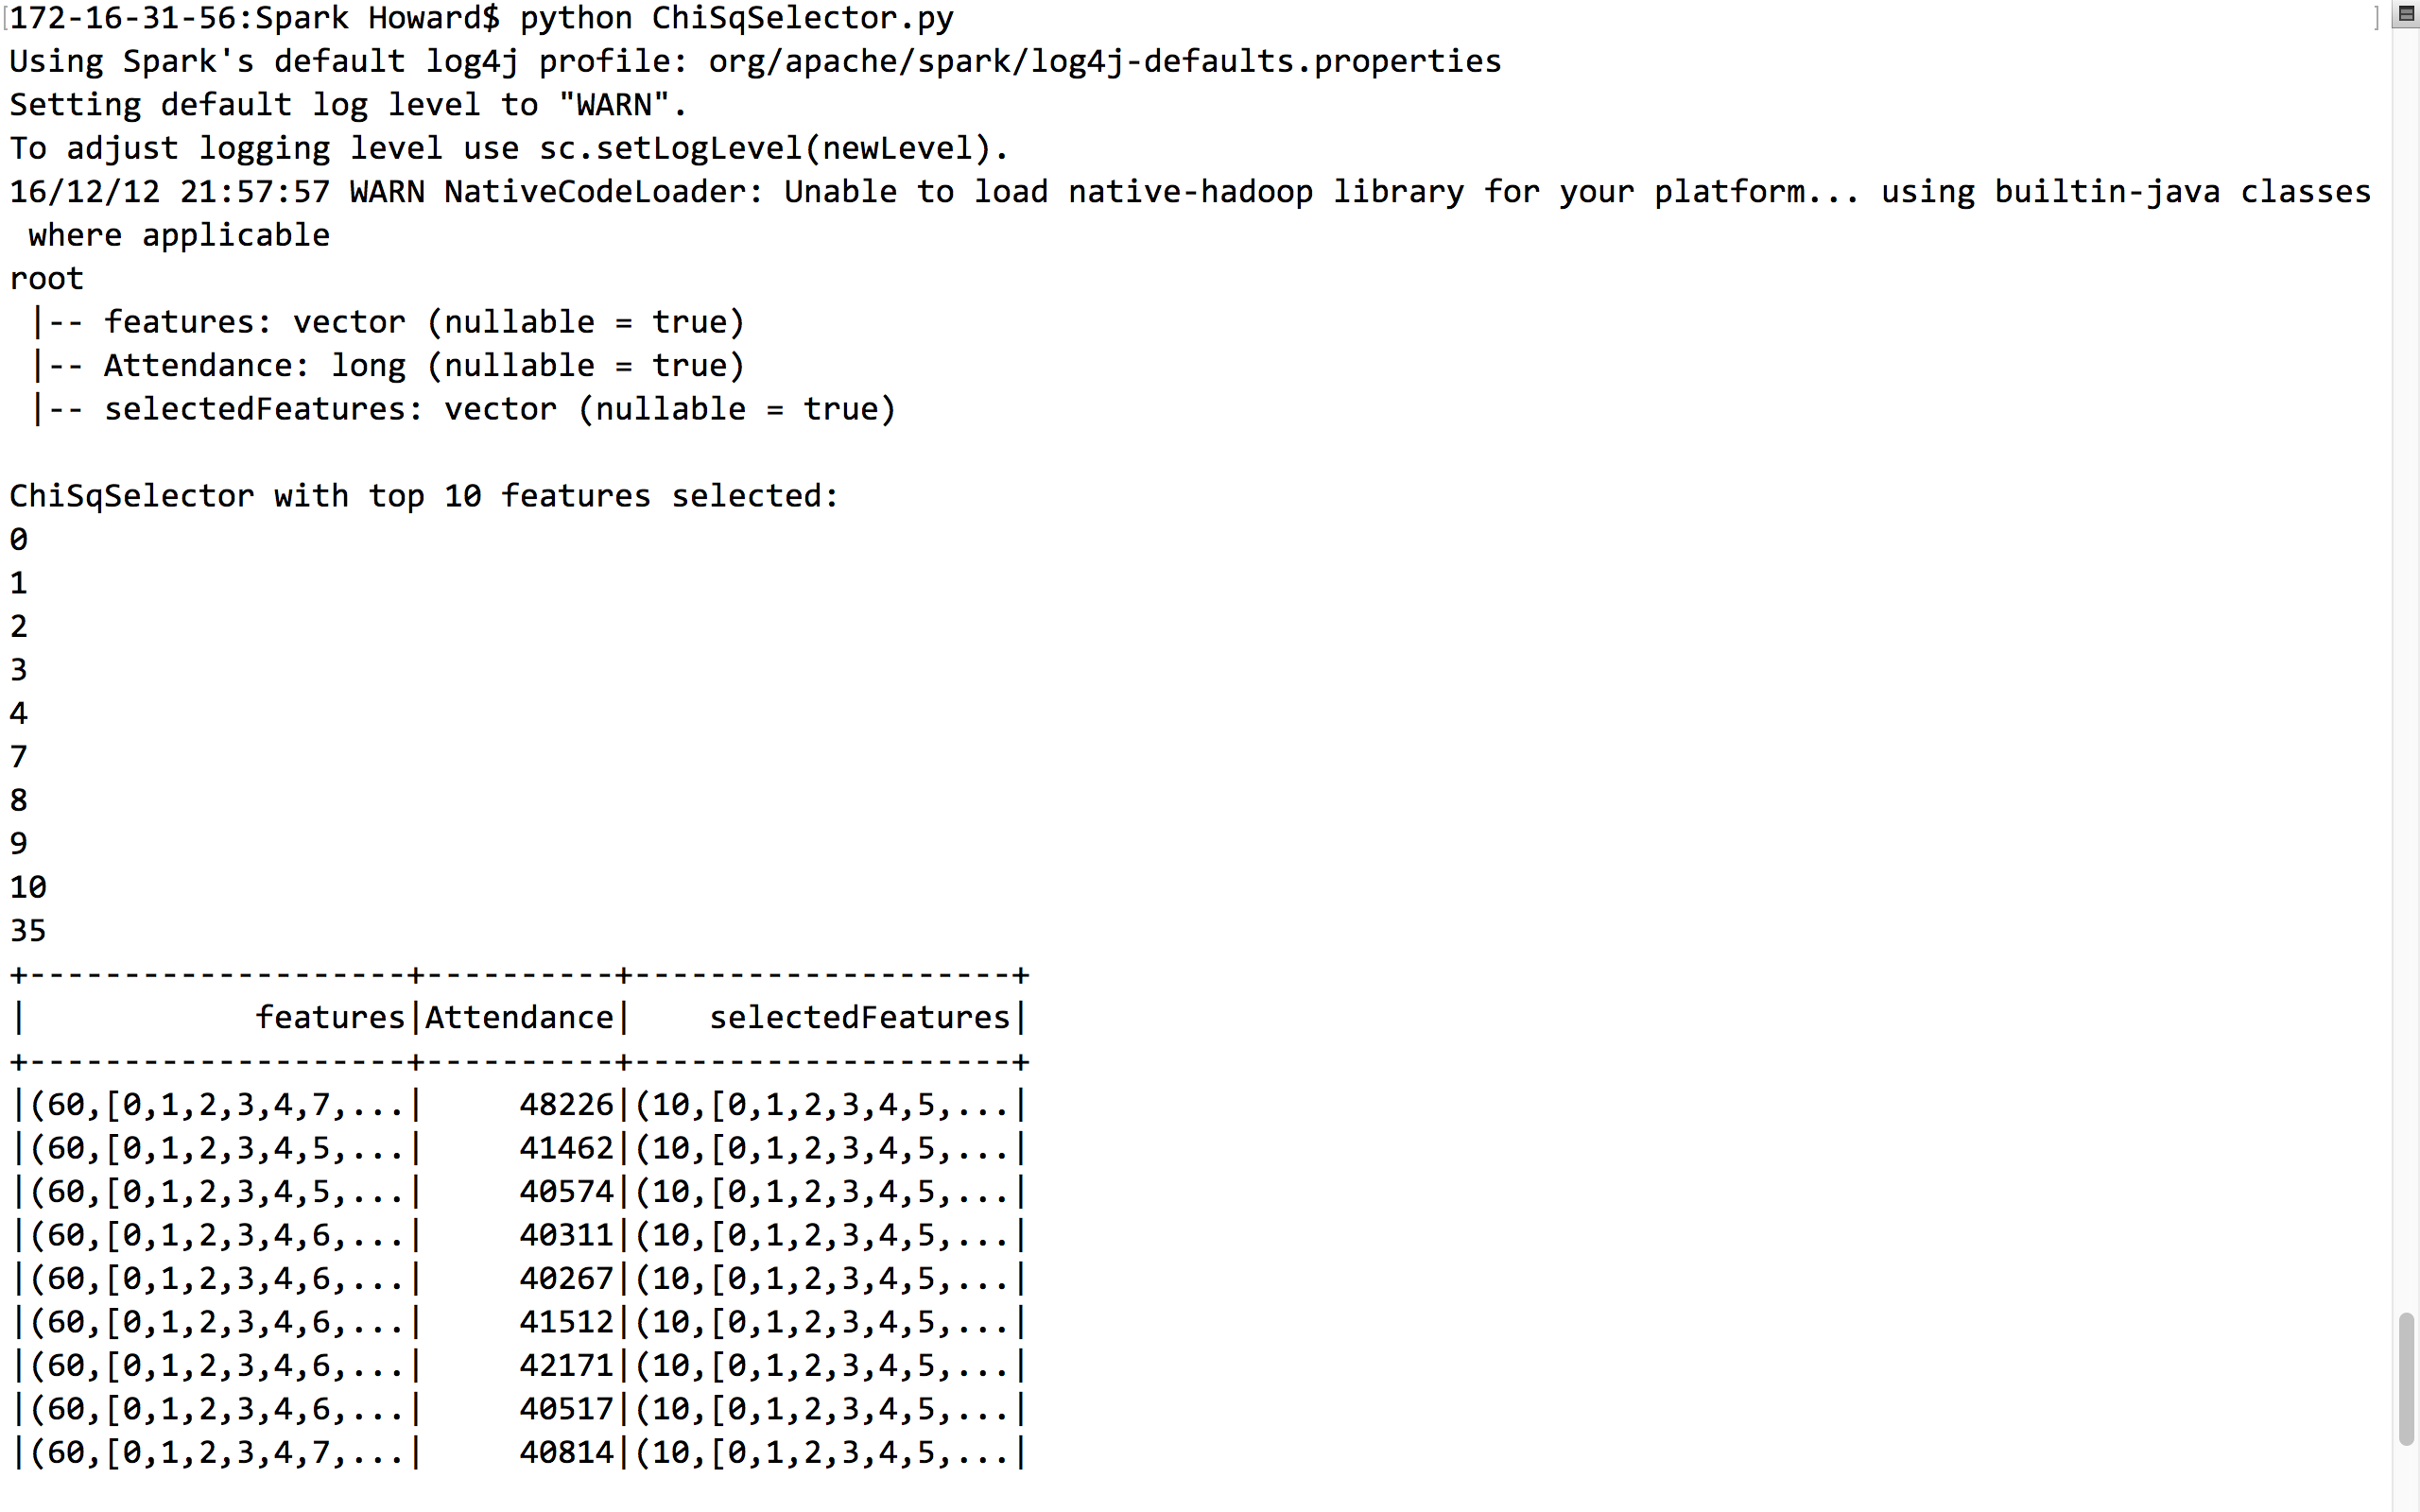 [172-16-31-56:Spark Howard$ python ChiSqSelector.py ]
Using Spark's default log4j profile: org/apache/spark/log4j-defaults.properties
Setting default log level to "WARN".
To adjust logging level use sc.setLogLevel(newLevel).
16/12/12 21:57:57 WARN NativeCodeLoader: Unable to load native-hadoop library for your platform... using builtin-java classes
 where applicable
root
 |-- features: vector (nullable = true)
 |-- Attendance: long (nullable = true)
 |-- selectedFeatures: vector (nullable = true)

ChiSqSelector with top 10 features selected:
0
1
2
3
4
7
8
9
10
35
+--------------------+----------+--------------------+
|            features|Attendance|    selectedFeatures|
+--------------------+----------+--------------------+
|(60,[0,1,2,3,4,7,...|     48226|(10,[0,1,2,3,4,5,...|
|(60,[0,1,2,3,4,5,...|     41462|(10,[0,1,2,3,4,5,...|
|(60,[0,1,2,3,4,5,...|     40574|(10,[0,1,2,3,4,5,...|
|(60,[0,1,2,3,4,6,...|     40311|(10,[0,1,2,3,4,5,...|
|(60,[0,1,2,3,4,6,...|     40267|(10,[0,1,2,3,4,5,...|
|(60,[0,1,2,3,4,6,...|     41512|(10,[0,1,2,3,4,5,...|
|(60,[0,1,2,3,4,6,...|     42171|(10,[0,1,2,3,4,5,...|
|(60,[0,1,2,3,4,6,...|     40517|(10,[0,1,2,3,4,5,...|
|(60,[0,1,2,3,4,7,...|     40814|(10,[0,1,2,3,4,5,...|